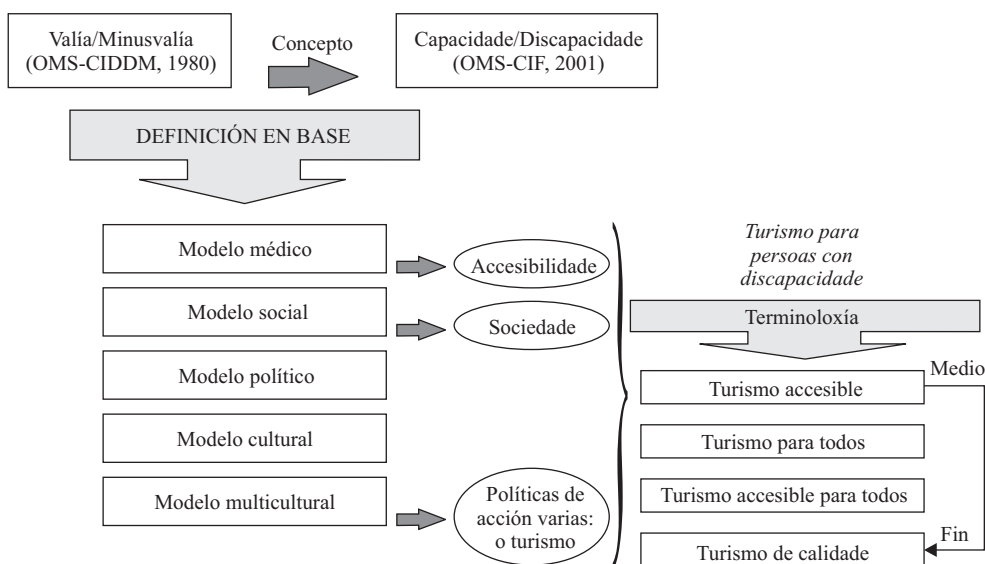 Valía/Minusvalía
(OMS-CIDDM, 1980)
Concepto
Capacidade/Discapacidade
(OMS-CIF, 2001)
DEFINICIÓN EN BASE
Modelo médico
Accesibilidade
Modelo social
Sociedade
Modelo político
Modelo cultural
Modelo multicultural
Políticas de
acción varias:
o turismo
Turismo para
persoas con
discapacidade
Terminoloxía
Turismo accesible
Medio
Turismo para todos
Turismo accesible para todos
Fin
Turismo de calidade